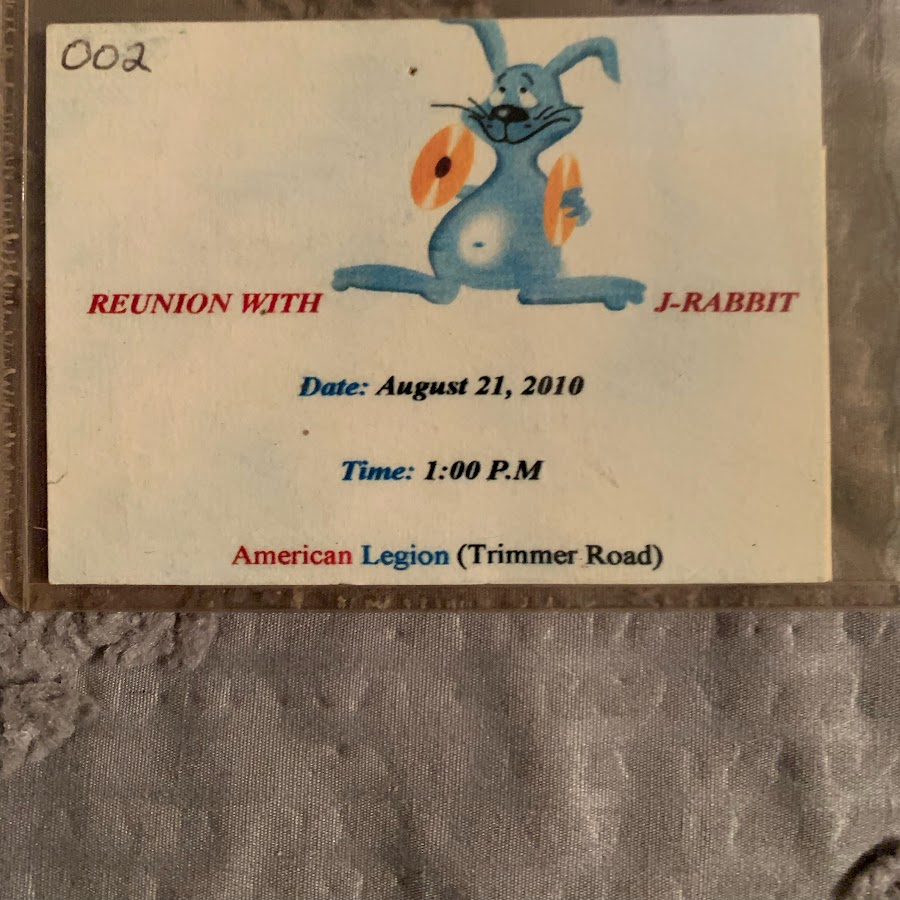 002
REUNION WITH J-RABBIT
Date: August 21, 2010
Time: 1:00 P.M
American Legion (Trimmer Road)